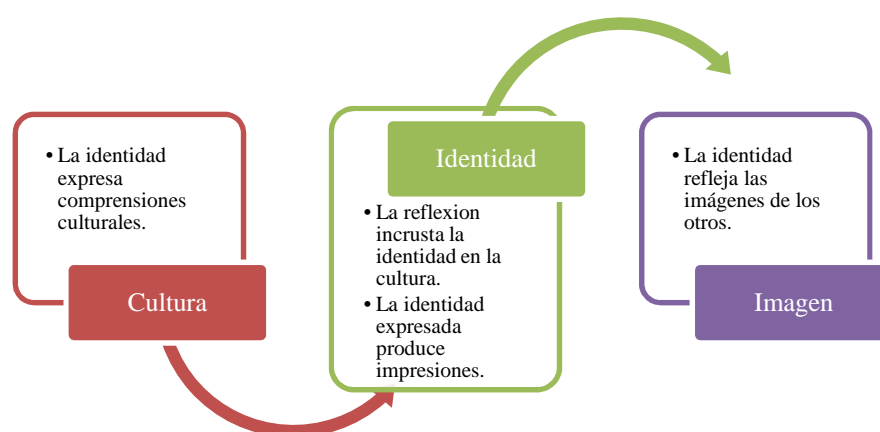 • La identidad
expresa
comprensiones
culturales.
Cultura
Identidad
• La reflexion
incrusta la
identidad en la
cultura.
• La identidad
expresada
produce
impresiones.
• La identidad
refleja las
imágenes de los
otros.
Imagen